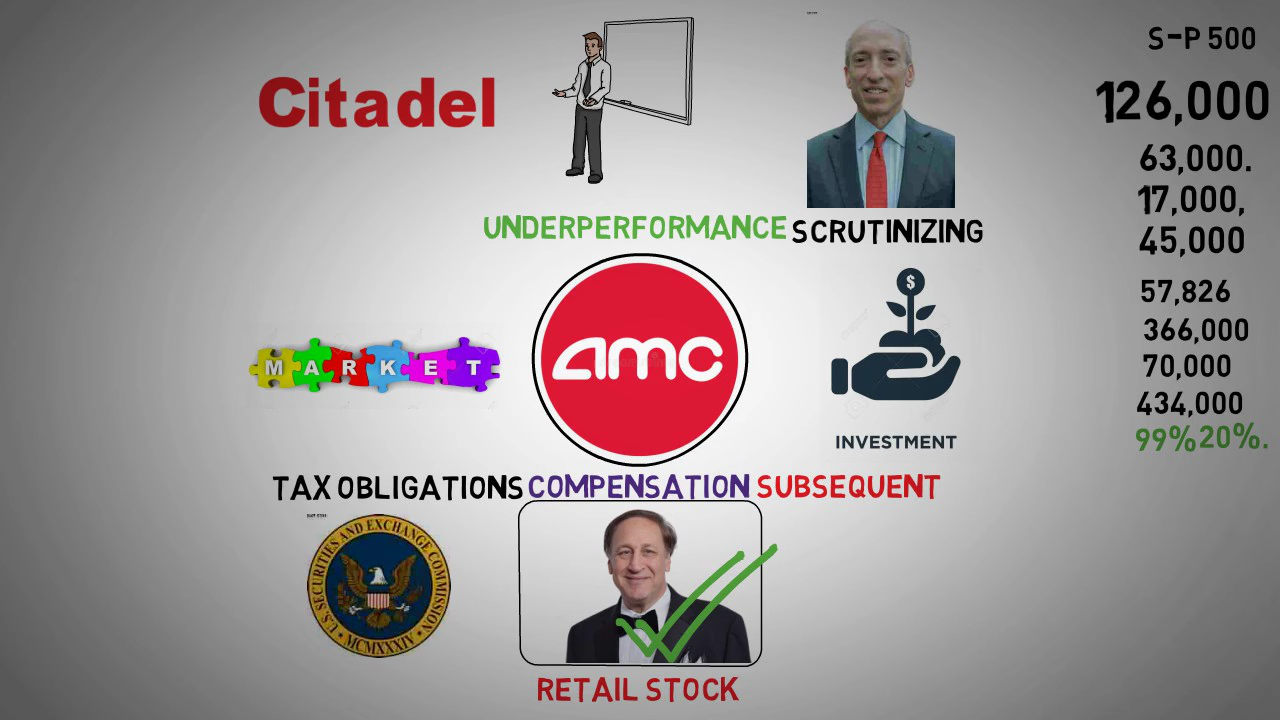 S-P 500
Citadel
126,000
63,000.
17,000,
45,000
UNDERPERFORMANCE
SCRUTINIZING
57,826
366,000
70,000
434,000
99% 20%.
amc
MARKET
INVESTMENT
TAX OBLIGATIONS COMPENSATION SUBSEQUENT
U.S. SECURITIES AND EXCHANGE COMMISSION
MCMXXXIV
RETAIL STOCK